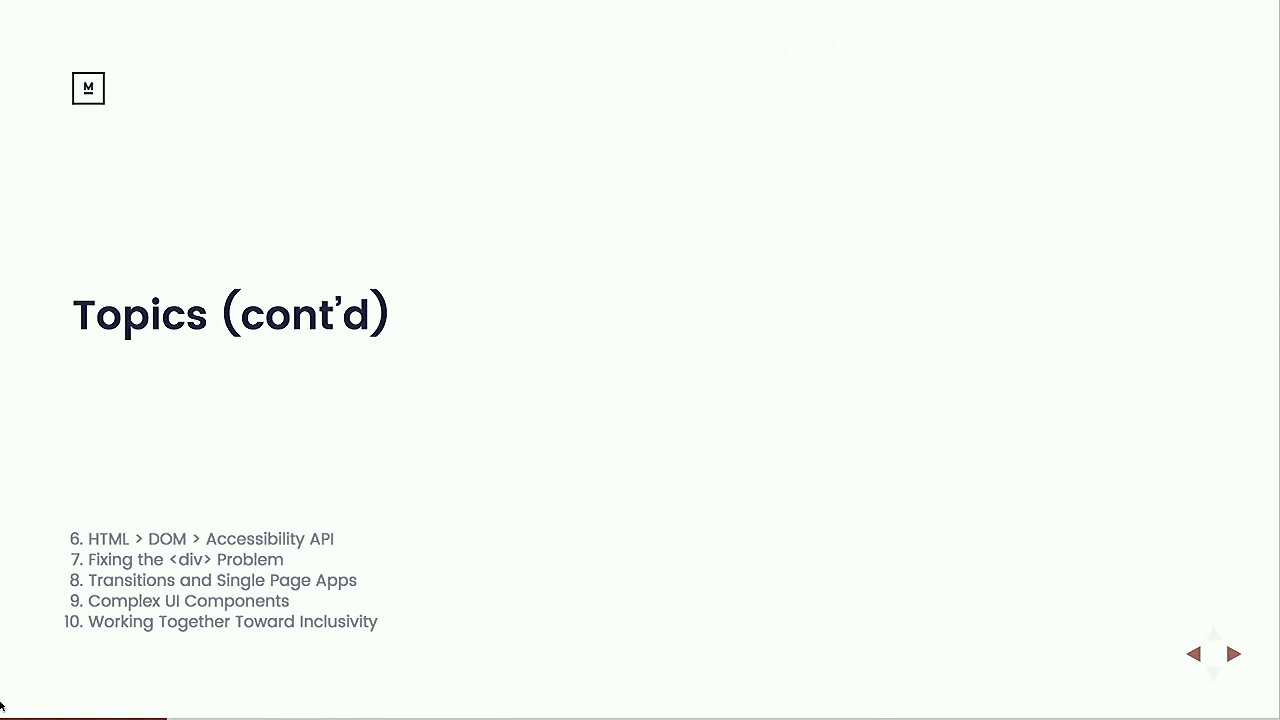 M
Topics (cont’d)
6. HTML > DOM > Accessibility API
7. Fixing the <div> Problem
8. Transitions and Single Page Apps
9. Complex UI Components
10. Working Together Toward Inclusivity